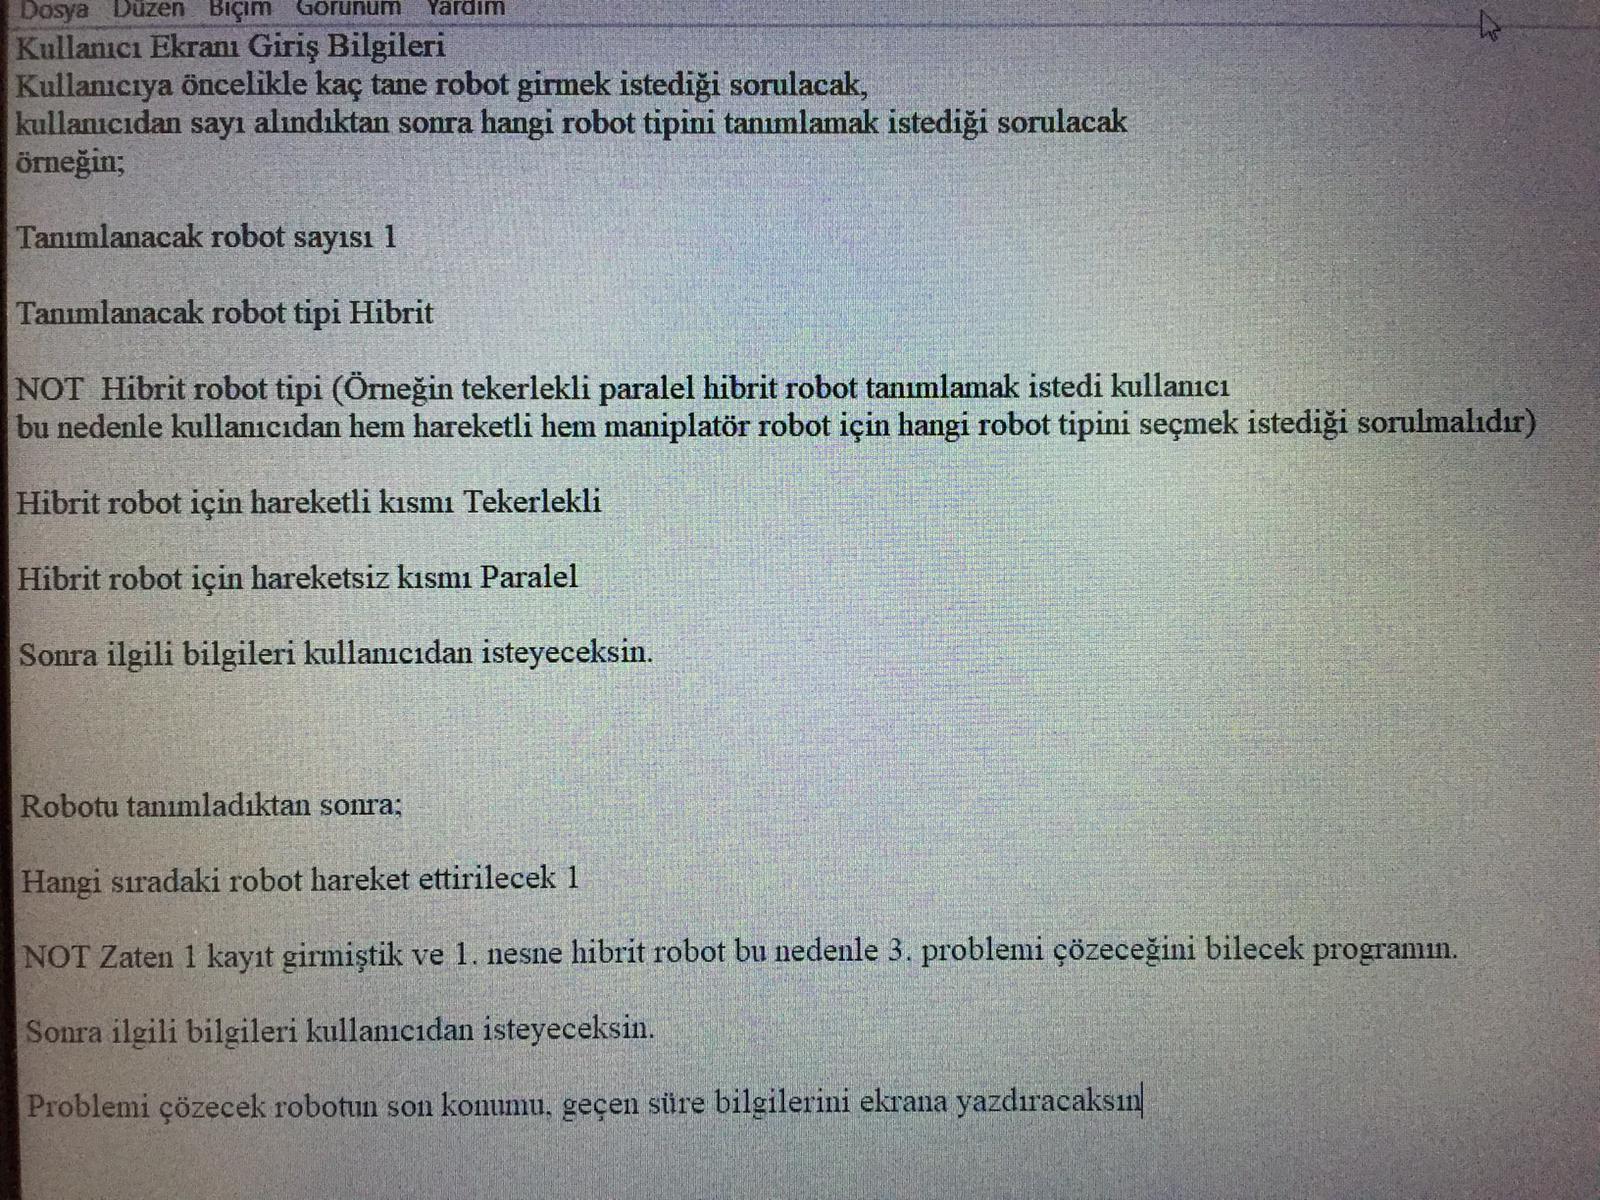 Dosya Düzen Biçim Görünüm Yardım
Kullanıcı Ekranı Giriş Bilgileri
Kullanıcıya öncelikle kaç tane robot girmek istediği sorulacak,
kullanıcıdan sayı alındıktan sonra hangi robot tipini tanımlamak istediği sorulacak
örneğin;
Tanımlanacak robot sayısı 1
Tanımlanacak robot tipi Hibrit
NOT Hibrit robot tipi (Örneğin tekerlekli paralel hibrit robot tanımlamak istedi kullanıcı
bu nedenle kullanıcıdan hem hareketli hem maniplatör robot için hangi robot tipini seçmek istediği sorulmalıdır)
Hibrit robot için hareketli kısmı Tekerlekli
Hibrit robot için hareketsiz kısmı Paralel
Sonra ilgili bilgileri kullanıcıdan isteyeceksin.
Robotu tanımladıktan sonra;
Hangi sıradaki robot hareket ettirilecek 1
NOT Zaten 1 kayıt girmiştik ve 1. nesne hibrit robot bu nedenle 3. problemi çözeceğini bilecek programın.
Sonra ilgili bilgileri kullanıcıdan isteyeceksin.
Problemi çözecek robotun son konumu, geçen süre bilgilerini ekrana yazdıracaksın